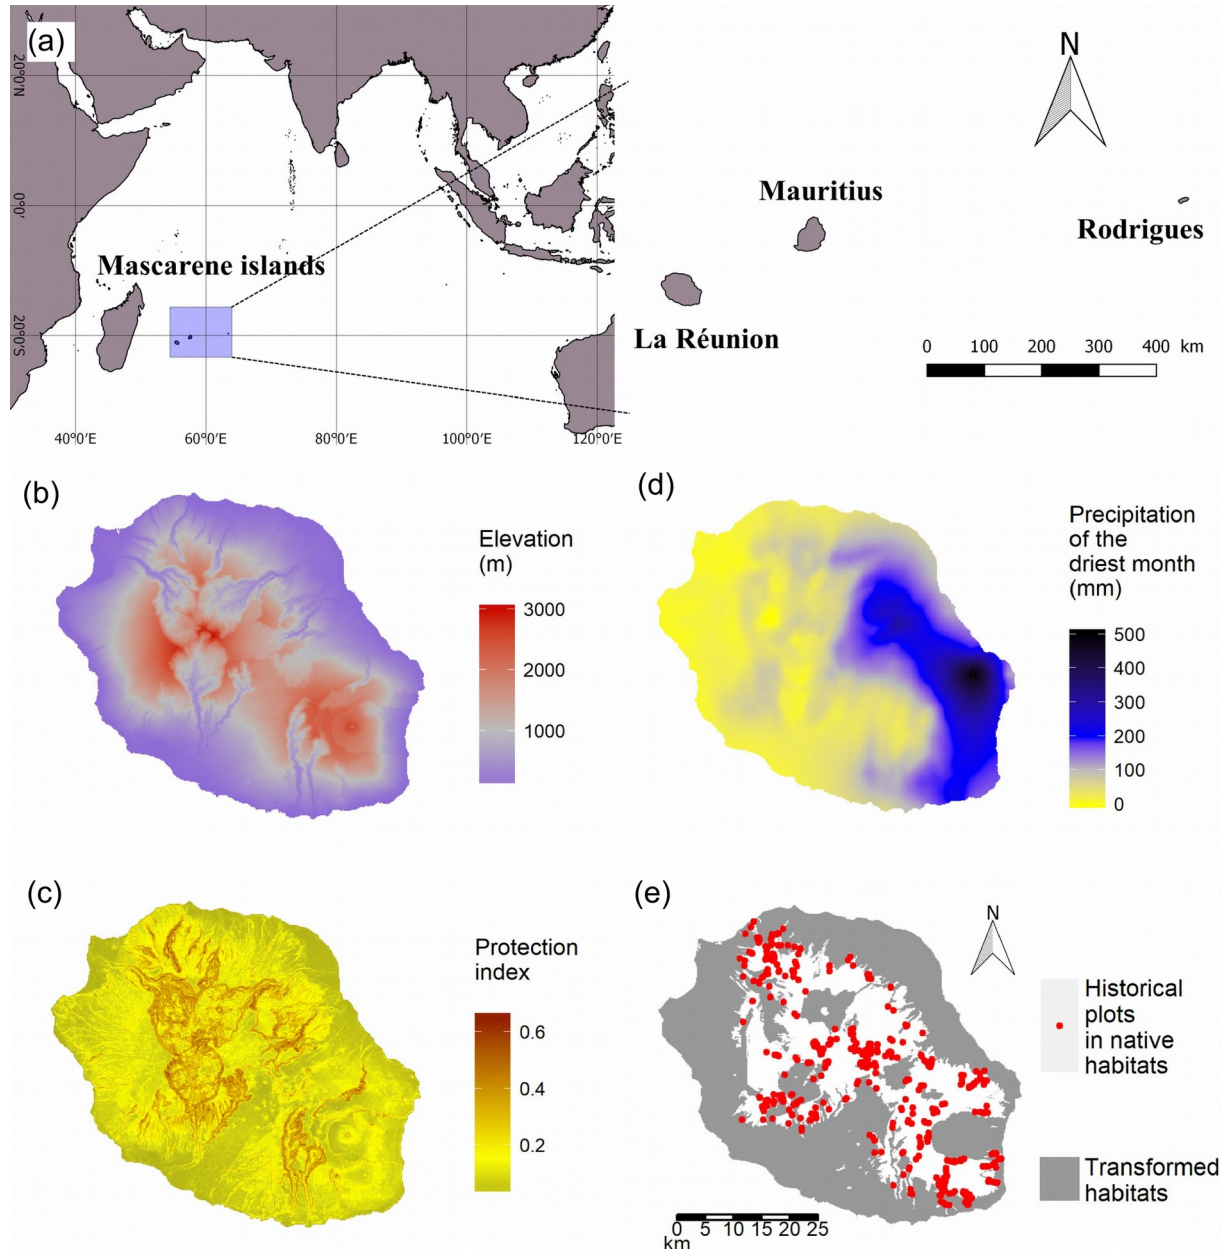 (a)
20°0'N
0°0'
20°0'S
40°0'E
60°0'E
80°0'E
100°0'E
120°0'E
Mascarene islands
N
Mauritius
Rodrigues
La Réunion
0 100 200 300 400 km
(b)
Elevation
(m)
3000
2000
1000
(d)
Precipitation
of the
driest month
(mm)
500
400
300
200
100
0
(c)
Protection
index
0.6
0.4
0.2
(e)
N
Historical
plots
in native
habitats
Transformed
habitats
0 5 10 15 20 25
km